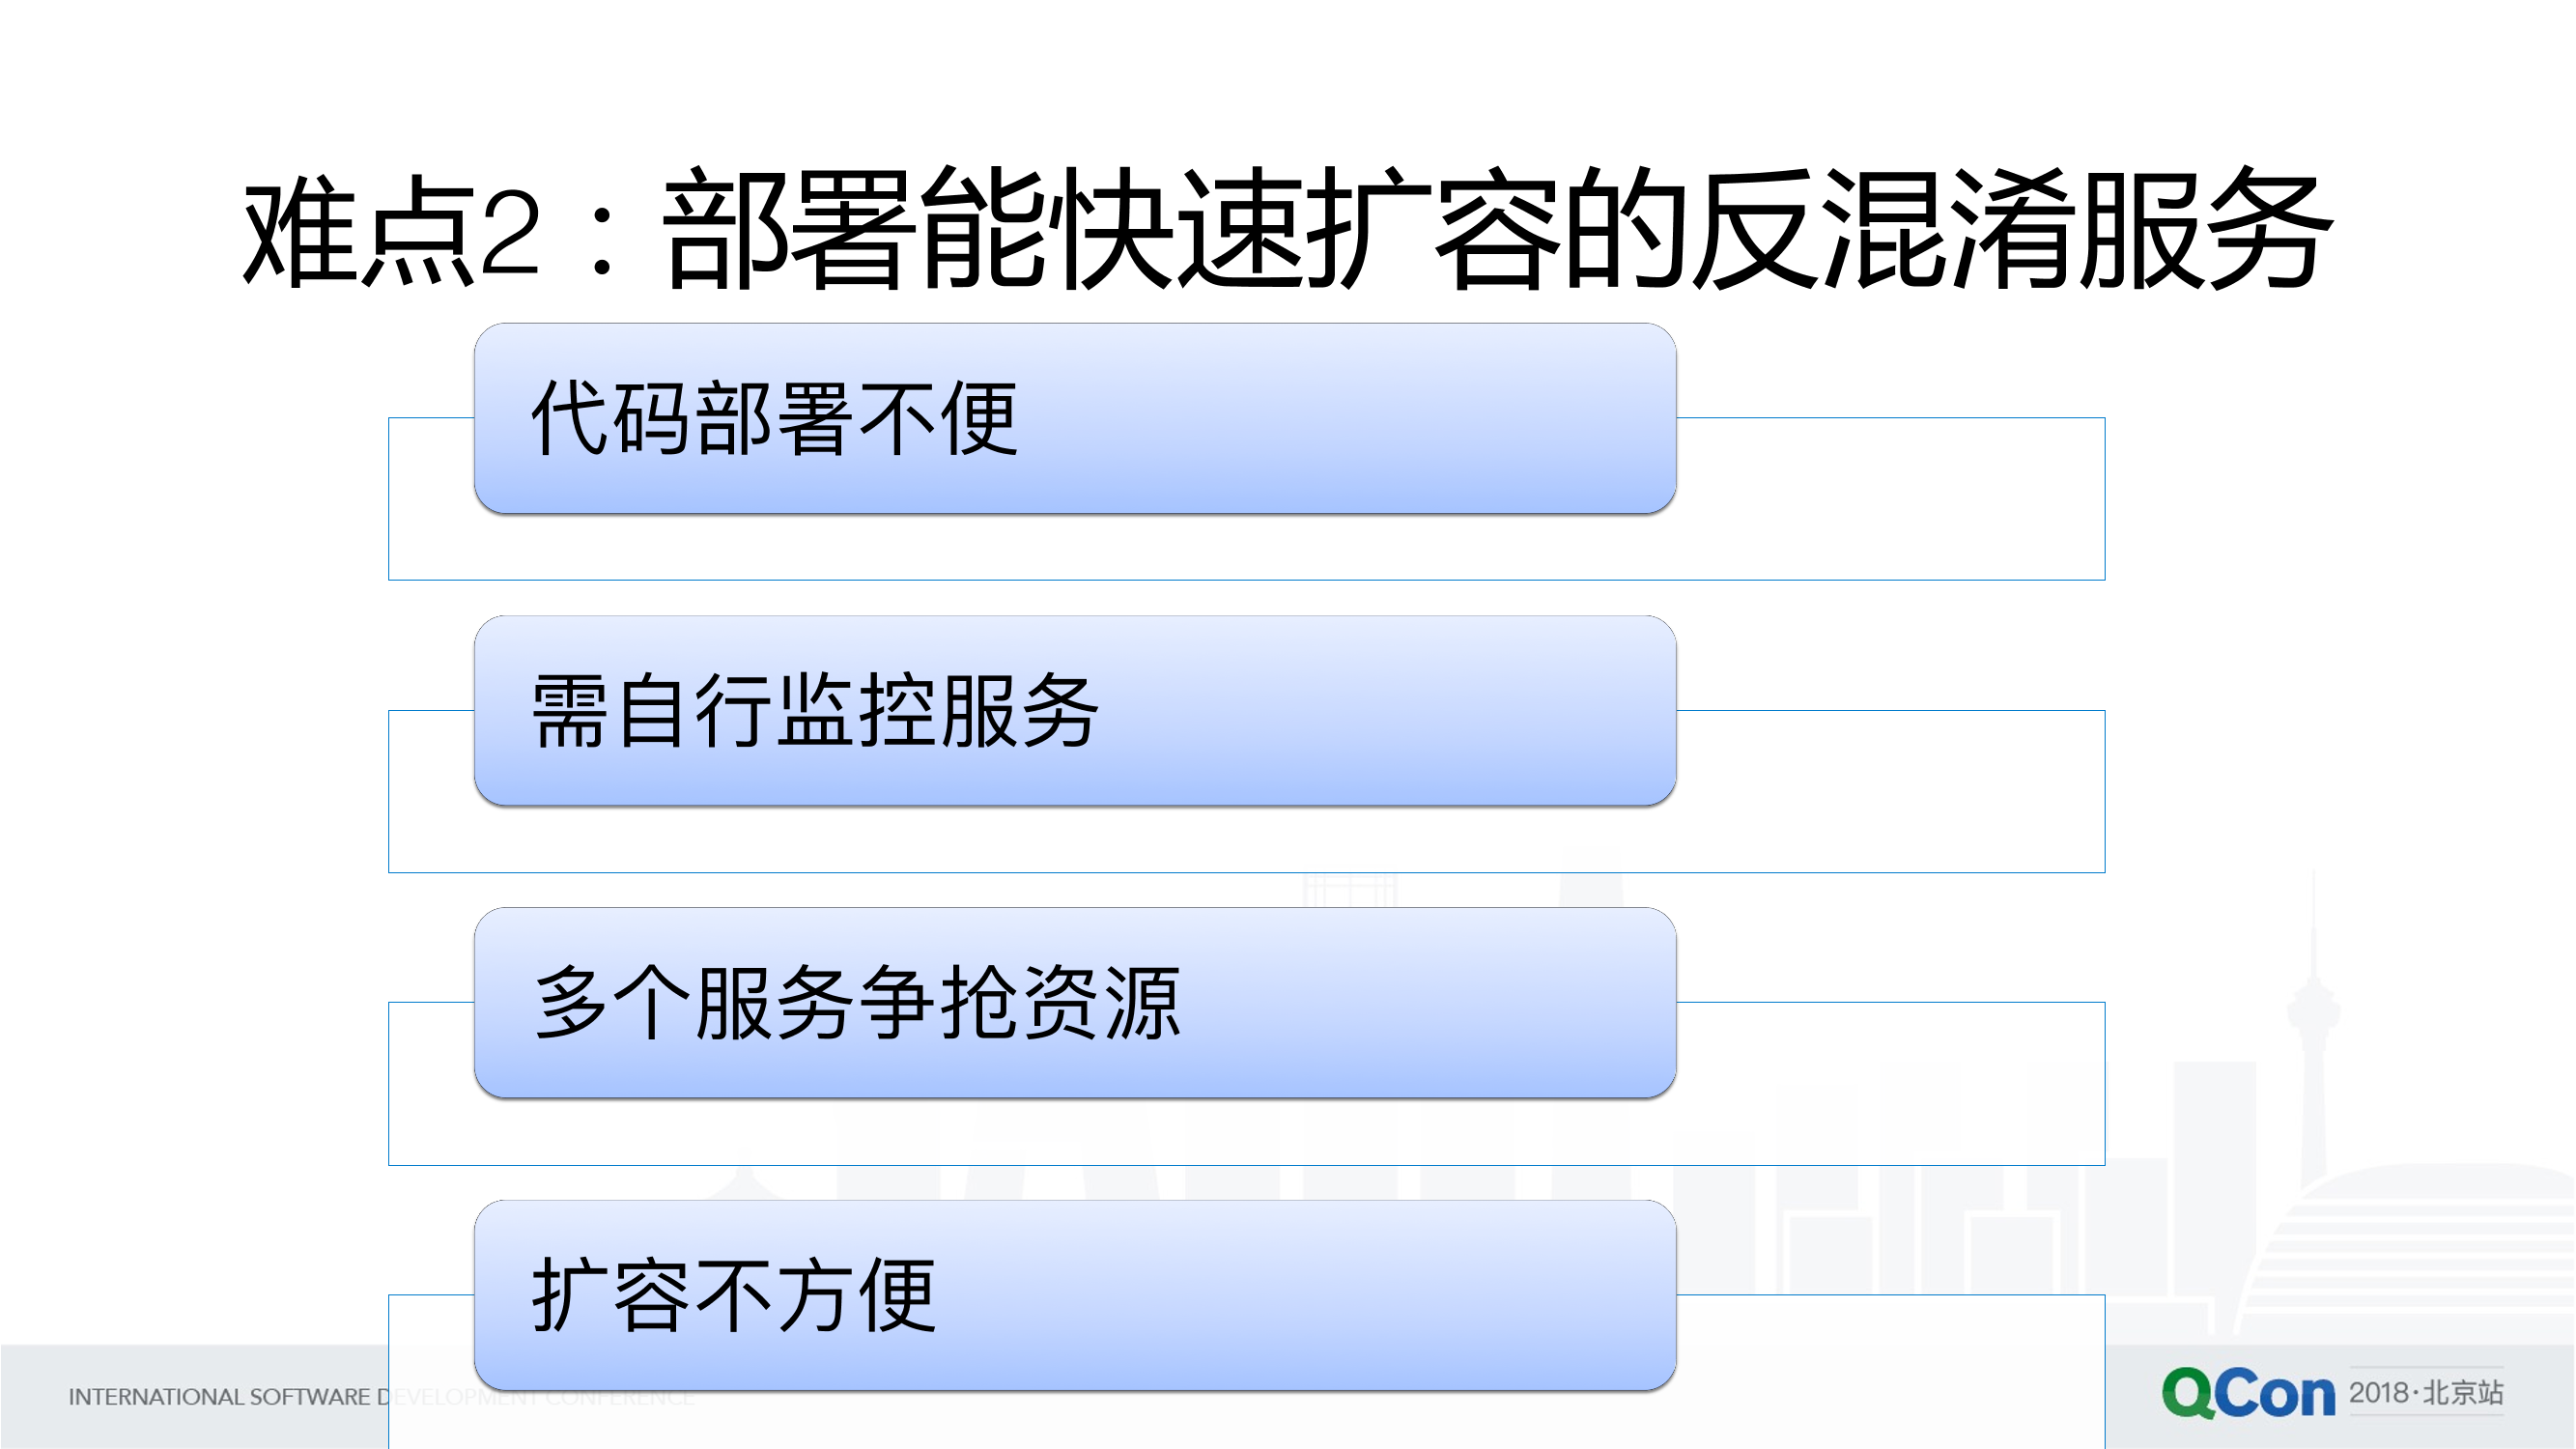 难点2：部署能快速扩容的反混淆服务
代码部署不便
需自行监控服务
多个服务争抢资源
扩容不方便
INTERNATIONAL SOFTWARE DEVELOPMENT CONFERENCE
QCon 2018·北京站